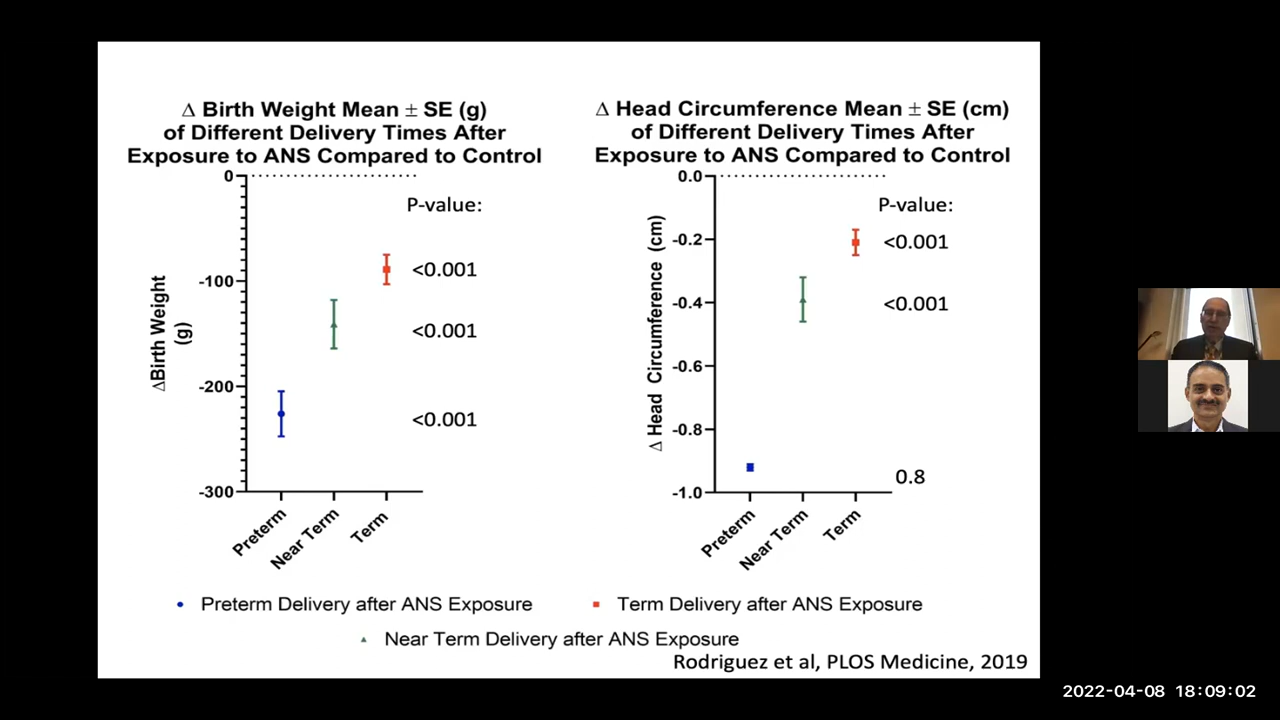 Δ Birth Weight Mean ± SE (g)
of Different Delivery Times After
Exposure to ANS Compared to Control
0
-100
-200
-300
ΔBirth Weight
(g)
P-value:
<0.001
<0.001
<0.001
Preterm
Near Term
Term
Δ Head Circumference Mean ± SE (cm)
of Different Delivery Times After
Exposure to ANS Compared to Control
0.0
-0.2
-0.4
-0.6
-0.8
-1.0
Δ Head Circumference (cm)
P-value:
<0.001
<0.001
0.8
Preterm
Near Term
Term
Preterm Delivery after ANS Exposure
Term Delivery after ANS Exposure
Near Term Delivery after ANS Exposure
Rodriguez et al, PLOS Medicine, 2019
2022-04-08 18:09:02